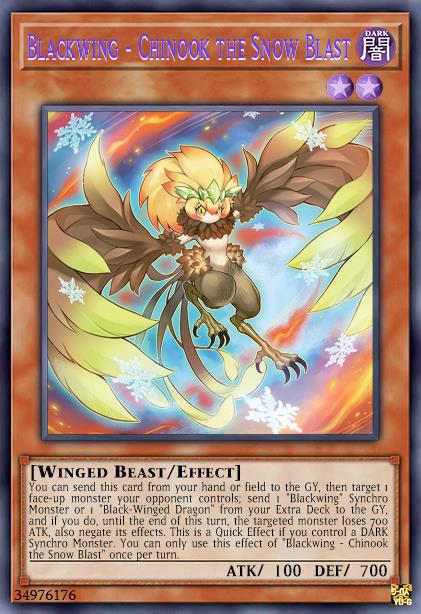 Blackwing - Chinook the Snow Blast
DARK
闇
[Winged Beast/Effect]
You can send this card from your hand or field to the GY, then target 1
face-up monster your opponent controls; send 1 "Blackwing" Synchro
Monster or 1 "Black-Winged Dragon" from your Extra Deck to the GY,
and if you do, until the end of this turn, the targeted monster loses 700
ATK, also negate its effects. This is a Quick Effect if you control a DARK
Synchro Monster. You can only use this effect of "Blackwing - Chinook
the Snow Blast" once per turn.
ATK/ 100 DEF/ 700
34976176